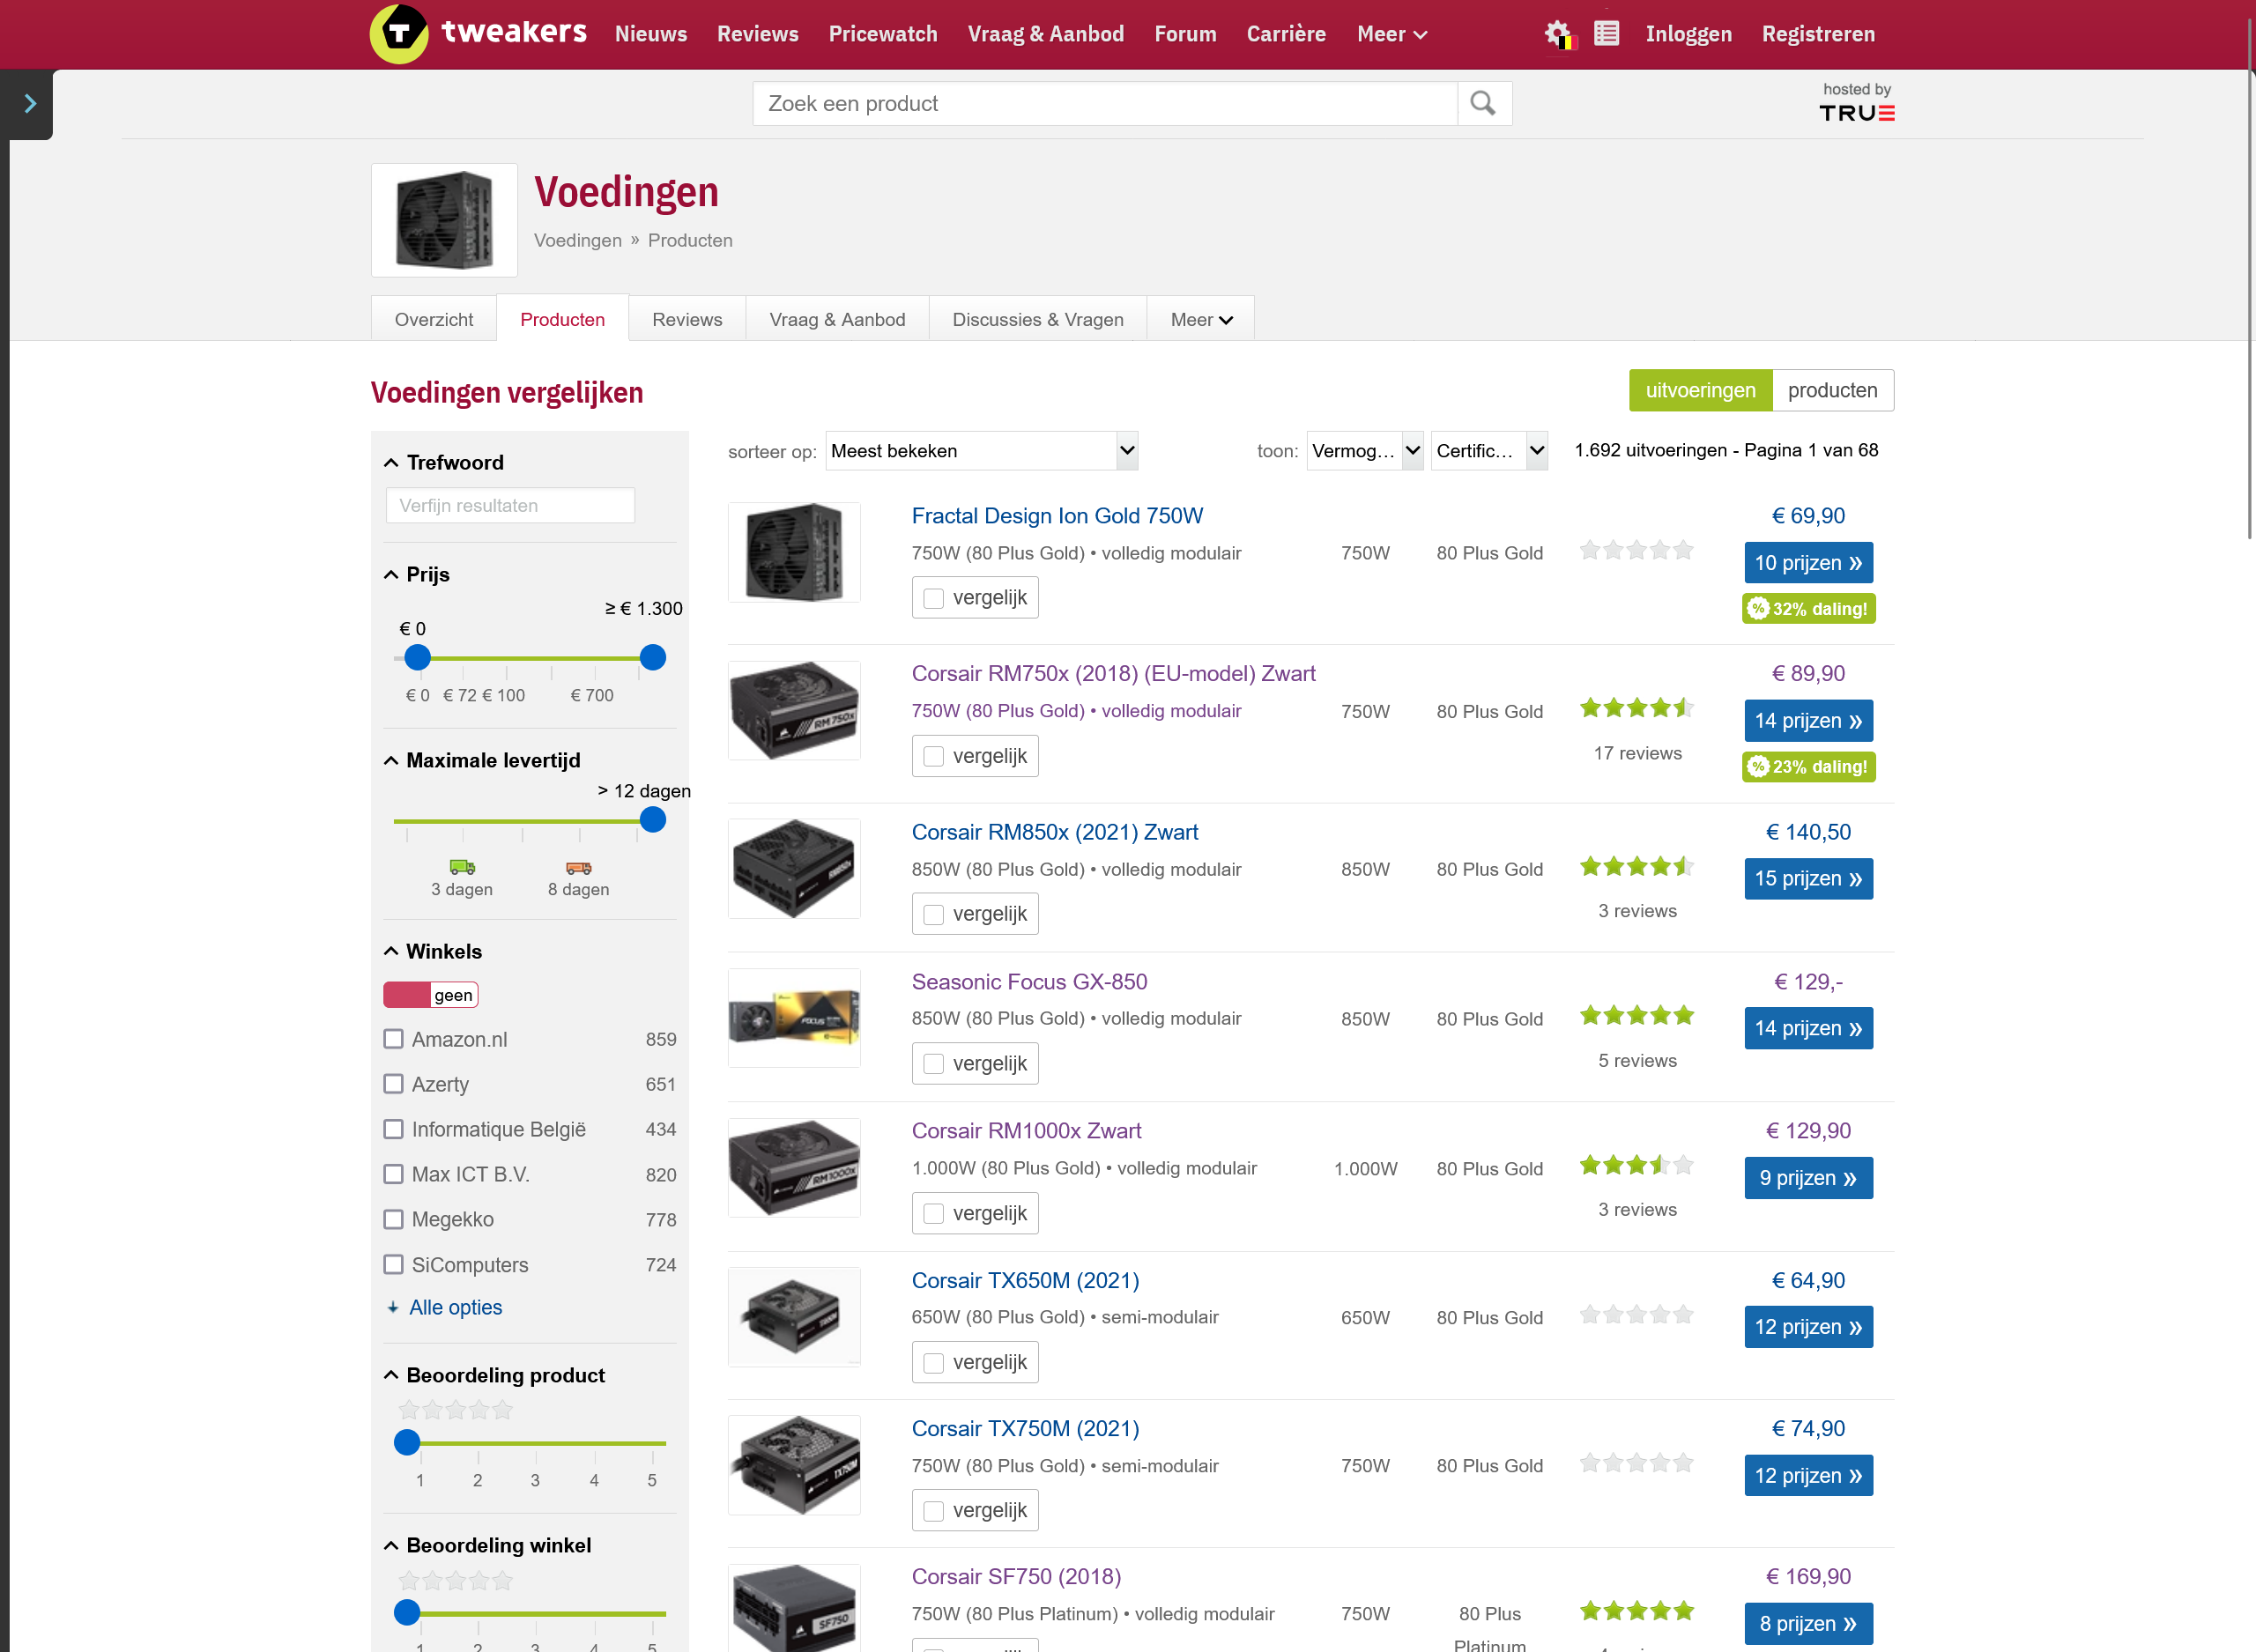 tweakers Nieuws Reviews Pricewatch Vraag & Aanbod Forum Carrière Meer Inloggen Registreren
Zoek een product
hosted by
TRUE
Voedingen
Voedingen » Producten
Overzicht Producten Reviews Vraag & Aanbod Discussies & Vragen Meer
Voedingen vergelijken
uitvoeringen producten
Trefwoord
Verfijn resultaten
Prijs
≥ € 1.300
€ 0
€ 0 € 72 € 100 € 700
Maximale levertijd
> 12 dagen
3 dagen 8 dagen
Winkels
geen
Amazon.nl 859
Azerty 651
Informatique België 434
Max ICT B.V. 820
Megekko 778
SiComputers 724
Alle opties
Beoordeling product
1 2 3 4 5
Beoordeling winkel
1 2 3 4 5
sorteer op: Meest bekeken toon: Vermog... Certific... 1.692 uitvoeringen - Pagina 1 van 68
Fractal Design Ion Gold 750W € 69,90
750W (80 Plus Gold) • volledig modulair 750W 80 Plus Gold 10 prijzen »
vergelijk % 32% daling!
Corsair RM750x (2018) (EU-model) Zwart € 89,90
RM 750x
750W (80 Plus Gold) • volledig modulair 750W 80 Plus Gold 14 prijzen »
vergelijk 17 reviews % 23% daling!
Corsair RM850x (2021) Zwart € 140,50
RM850x
850W (80 Plus Gold) • volledig modulair 850W 80 Plus Gold 15 prijzen »
vergelijk 3 reviews
Seasonic Focus GX-850 € 129,-
FOCUS
850W (80 Plus Gold) • volledig modulair 850W 80 Plus Gold 14 prijzen »
vergelijk 5 reviews
Corsair RM1000x Zwart € 129,90
RM1000x
1.000W (80 Plus Gold) • volledig modulair 1.000W 80 Plus Gold 9 prijzen »
vergelijk 3 reviews
Corsair TX650M (2021) € 64,90
650W (80 Plus Gold) • semi-modulair 650W 80 Plus Gold 12 prijzen »
vergelijk
Corsair TX750M (2021) € 74,90
TX750M
750W (80 Plus Gold) • semi-modulair 750W 80 Plus Gold 12 prijzen »
vergelijk
Corsair SF750 (2018) € 169,90
SF750
750W (80 Plus Platinum) • volledig modulair 750W 80 Plus Platinum 8 prijzen »